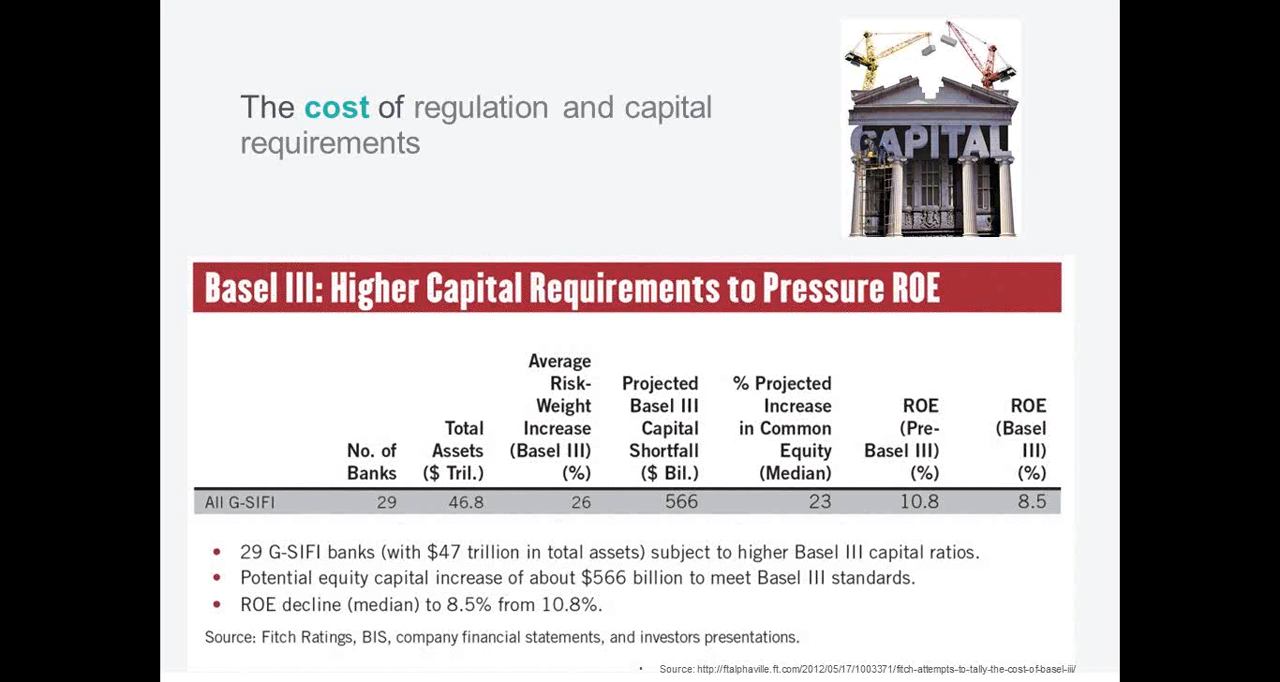 The cost of regulation and capital
requirements
CAPITAL
Basel III: Higher Capital Requirements to Pressure ROE
Average
Risk- Projected % Projected
Weight Basel III Increase ROE ROE
Total Increase Capital in Common (Pre- (Basel
No. of Assets (Basel III) Shortfall Equity Basel III) III)
Banks ($ Tril.) (%) ($ Bil.) (Median) (%) (%)
All G-SIFI 29 46.8 26 566 23 10.8 8.5
• 29 G-SIFI banks (with $47 trillion in total assets) subject to higher Basel III capital ratios.
• Potential equity capital increase of about $566 billion to meet Basel III standards.
• ROE decline (median) to 8.5% from 10.8%.
Source: Fitch Ratings, BIS, company financial statements, and investors presentations.
• Source: http://ftalphaville.ft.com/2012/05/17/1003371/fitch-attempts-to-tally-the-cost-of-basel-iii/